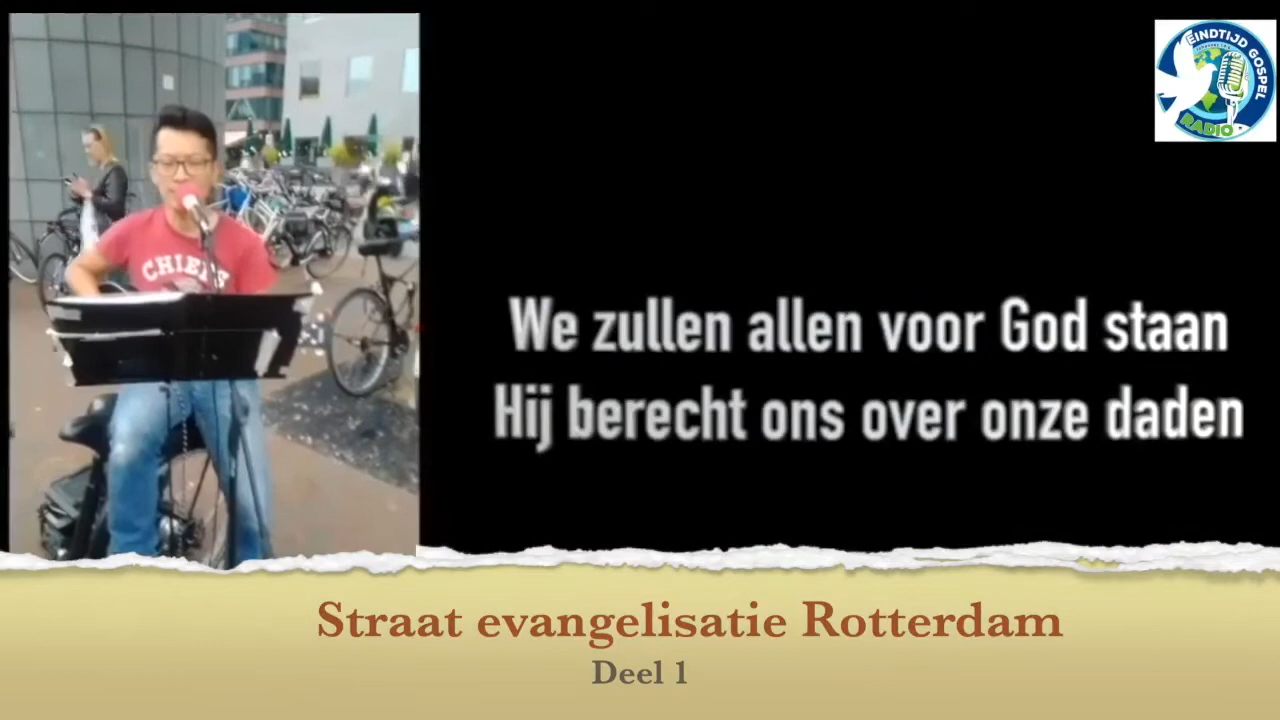 EINDTIJD GOSPEL
RADIO
CHIEFS
We zullen allen voor God staan
Hij berecht ons over onze daden
Straat evangelisatie Rotterdam
Deel 1